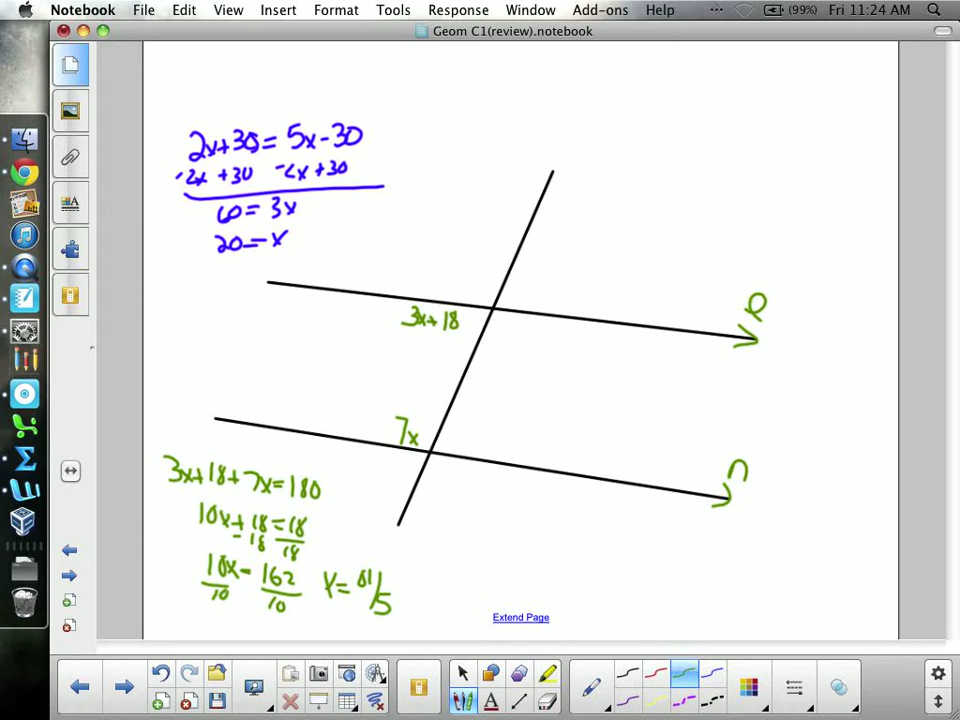 Notebook File Edit View Insert Format Tools Response Window Add-ons Help ... (99%) Fri 11:24 AM
Geom C1(review).notebook
2x+30= 5x-30
-2x +30 -2x +30
60= 3x
20=x
3x+18
l
7x
n
3x+18+7x=180
10x+18=18
-18 18
10x= 162
10 10
x= 81/5
Extend Page